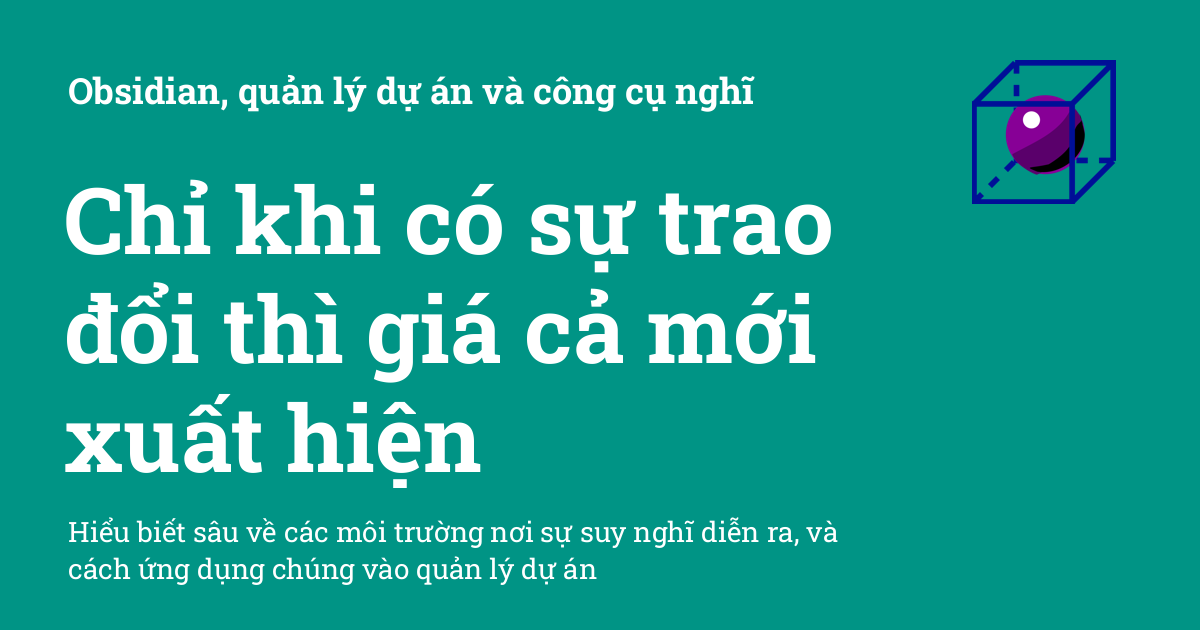 Obsidian, quản lý dự án và công cụ nghĩ
Chỉ khi có sự trao
đổi thì giá cả mới
xuất hiện
Hiểu biết sâu về các môi trường nơi sự suy nghĩ diễn ra, và
cách ứng dụng chúng vào quản lý dự án